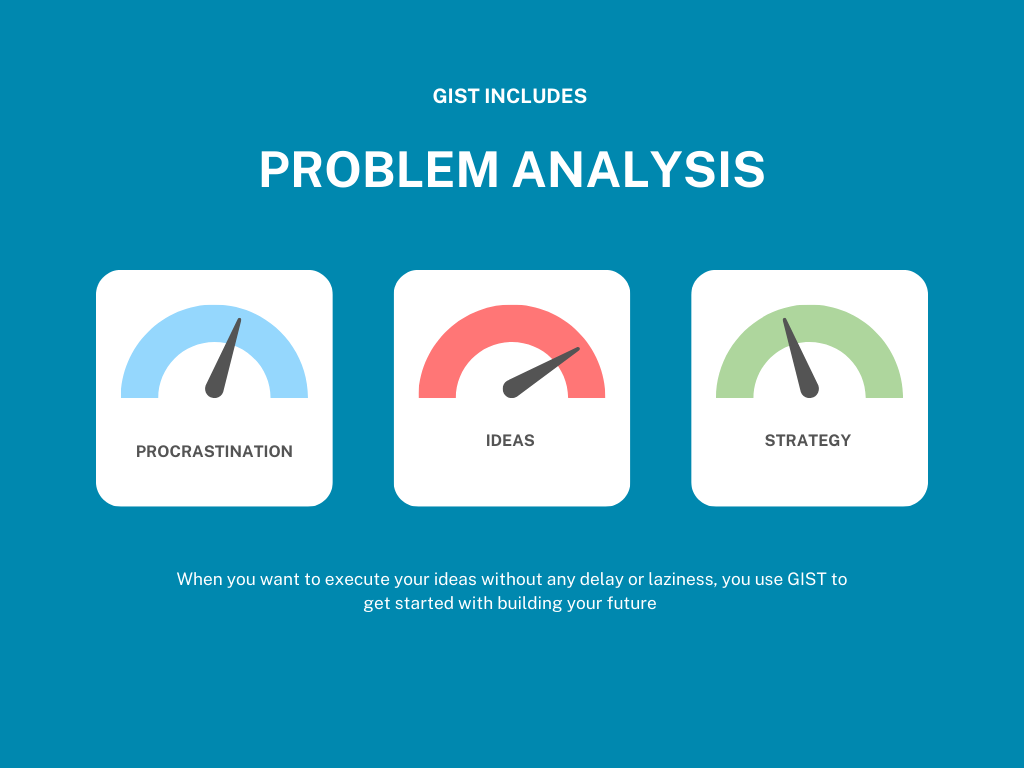 GIST INCLUDES
PROBLEM ANALYSIS
PROCRASTINATION
IDEAS
STRATEGY
When you want to execute your ideas without any delay or laziness, you use GIST to
get started with building your future